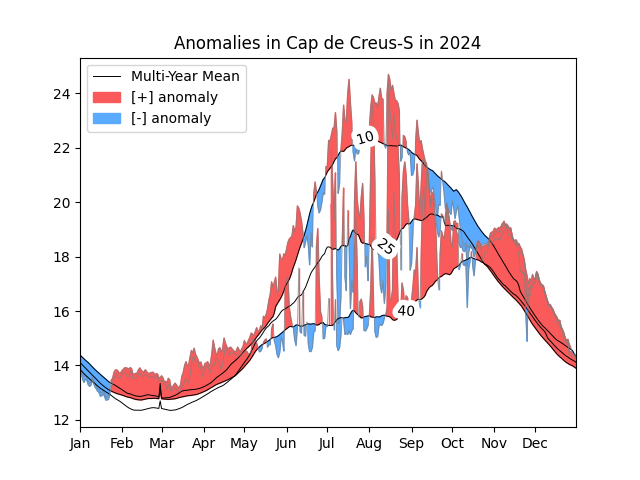 Anomalies in Cap de Creus-S in 2024
Multi-Year Mean
[+] anomaly
[-] anomaly
24
22
20
18
16
14
12
10
25
40
Jan Feb Mar Apr May Jun Jul Aug Sep Oct Nov Dec